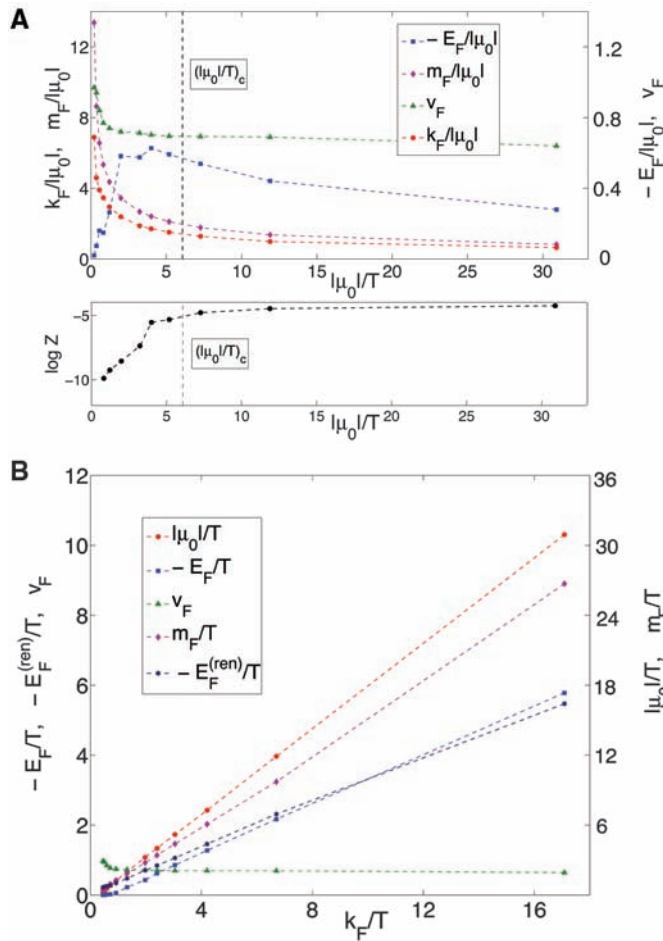 A
k_F/|μ_0|, m_F/|μ_0|
12
8
4
0
(|μ_0|/T)_c
− E_F/|μ_0|
m_F/|μ_0|
v_F
k_F/|μ_0|
1.2
0.8
0.4
0
− E_F/|μ_0|, v_F
0 5 10 15 20 25 30
|μ_0|/T
log Z
−5
−10
(|μ_0|/T)_c
0 5 10 15 20 25 30
|μ_0|/T
B
− E_F/T, − E_F^(ren)/T, v_F
12
10
8
6
4
2
0
|μ_0|/T
− E_F/T
v_F
m_F/T
− E_F^(ren)/T
36
30
24
18
12
6
|μ_0|/T, m_F/T
0 4 8 12 16
k_F/T